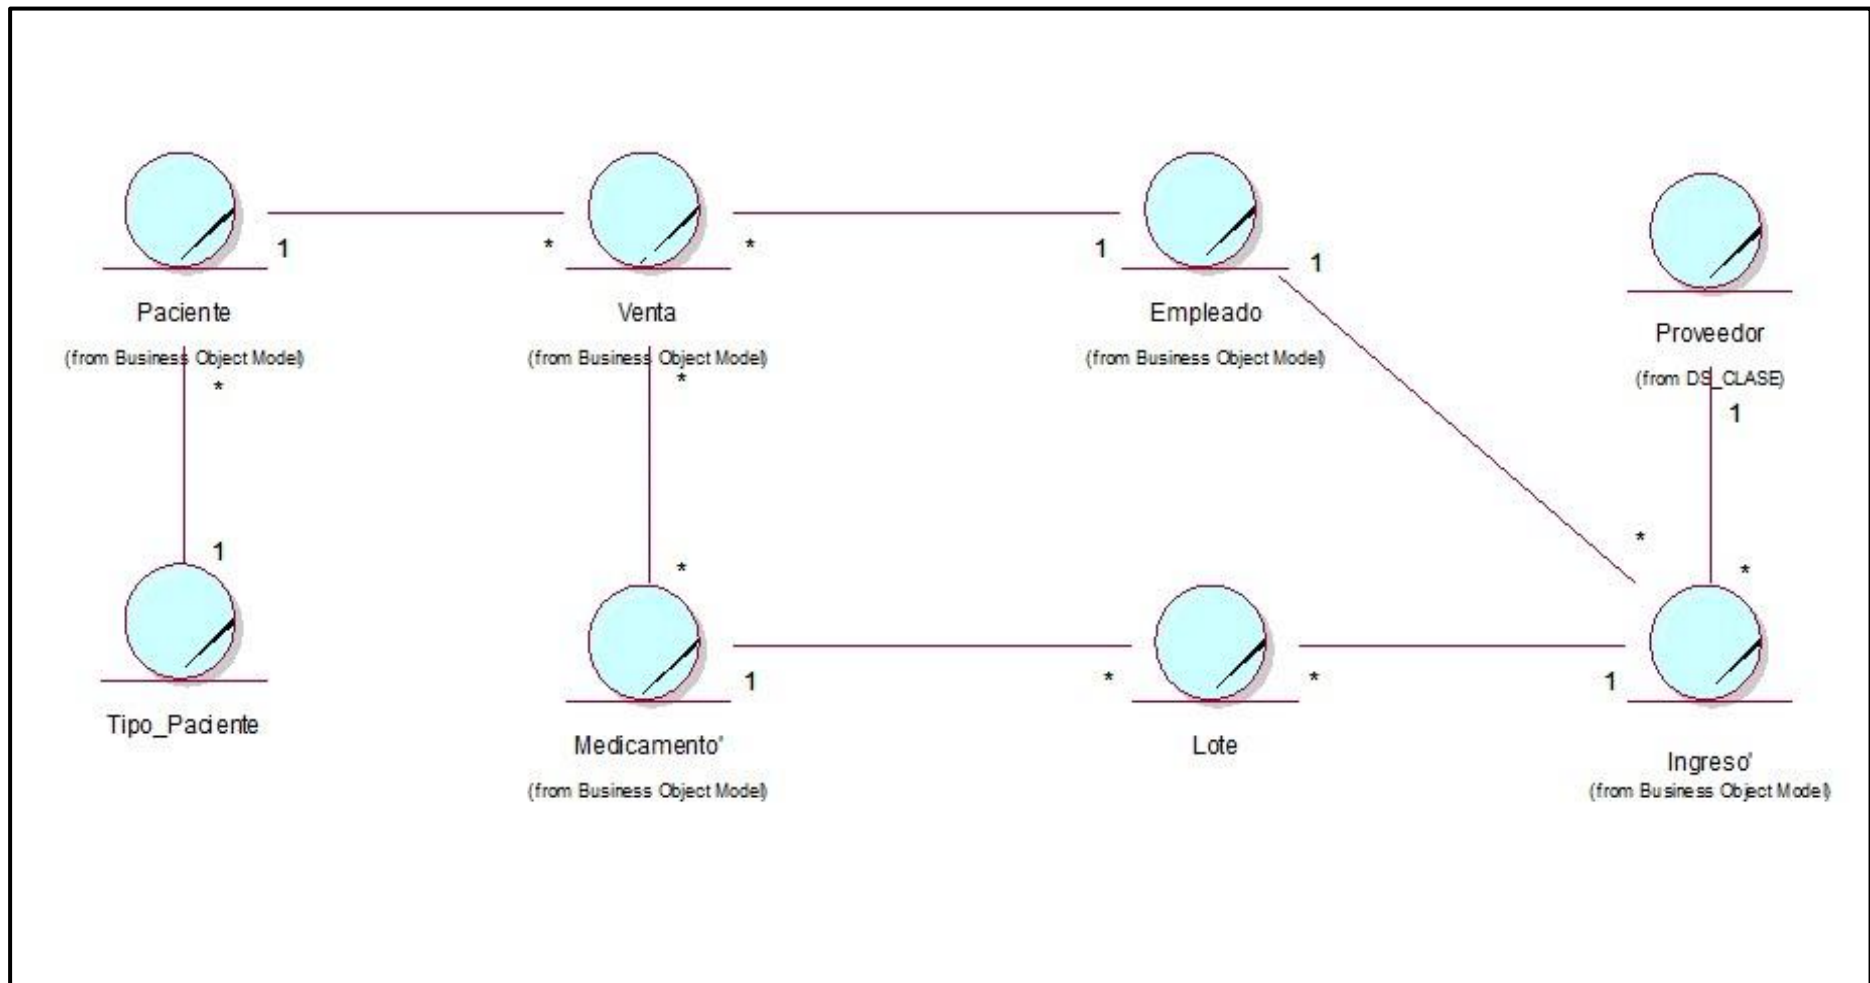 1
*
*
1
1
Paciente
(from Business Object Model)
Venta
(from Business Object Model)
Empleado
(from Business Object Model)
Proveedor
(from DS_CLASE)
*
*
1
1
*
*
*
Tipo_Paciente
1
*
*
1
Medicamento'
(from Business Object Model)
Lote
Ingreso'
(from Business Object Model)